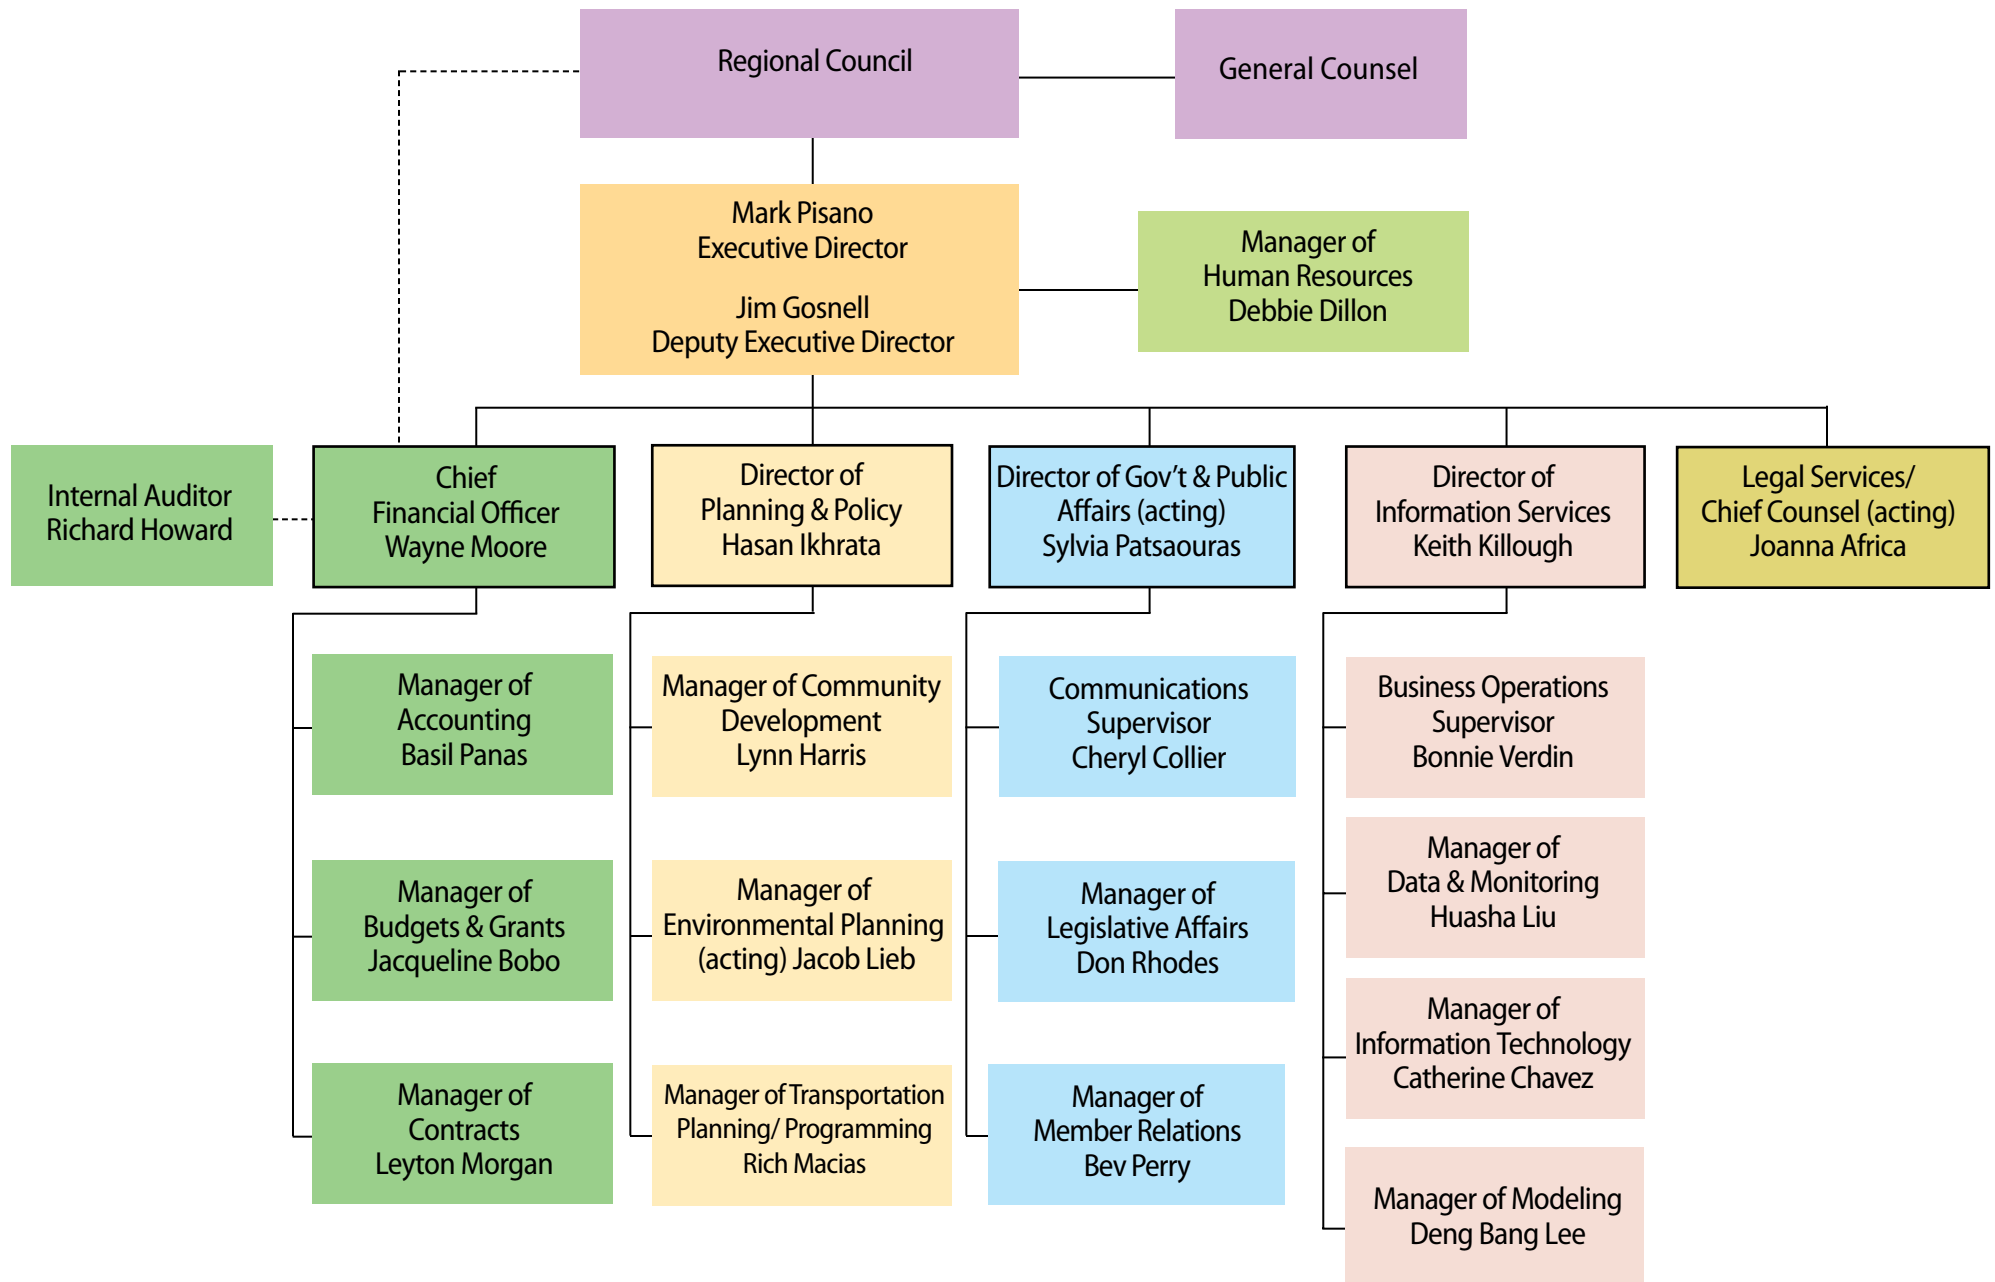 Regional Council
General Counsel
Mark Pisano
Executive Director
Jim Gosnell
Deputy Executive Director
Manager of
Human Resources
Debbie Dillon
Internal Auditor
Richard Howard
Chief
Financial Officer
Wayne Moore
Director of
Planning & Policy
Hasan Ikhrata
Director of Gov’t & Public
Affairs (acting)
Sylvia Patsaouras
Director of
Information Services
Keith Killough
Legal Services/
Chief Counsel (acting)
Joanna Africa
Manager of
Accounting
Basil Panas
Manager of Community
Development
Lynn Harris
Communications
Supervisor
Cheryl Collier
Business Operations
Supervisor
Bonnie Verdin
Manager of
Data & Monitoring
Huasha Liu
Manager of
Budgets & Grants
Jacqueline Bobo
Manager of
Environmental Planning
(acting) Jacob Lieb
Manager of
Legislative Affairs
Don Rhodes
Manager of
Information Technology
Catherine Chavez
Manager of
Contracts
Leyton Morgan
Manager of Transportation
Planning/ Programming
Rich Macias
Manager of
Member Relations
Bev Perry
Manager of Modeling
Deng Bang Lee